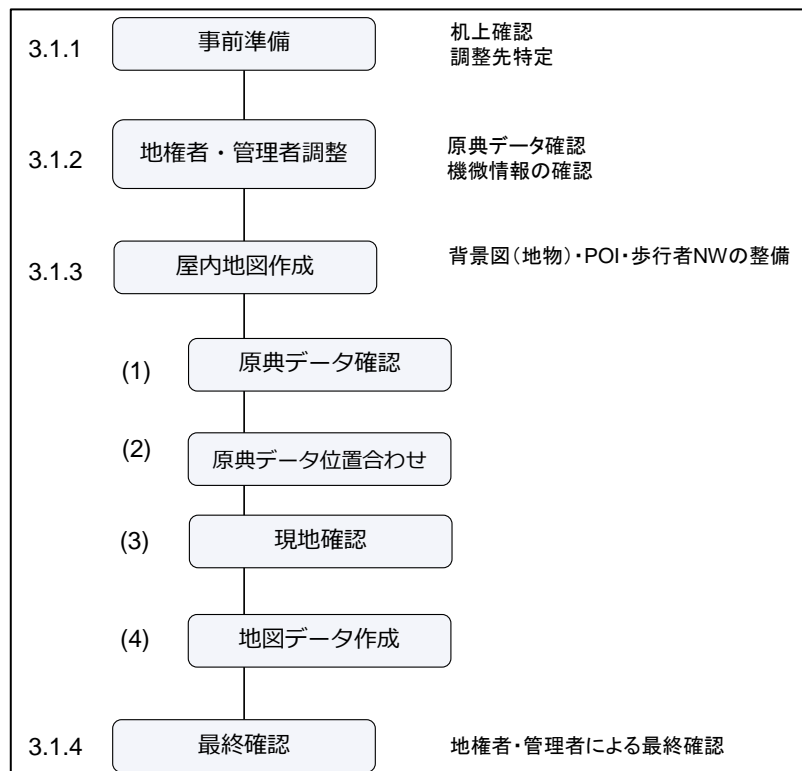 3.1.1 事前準備 机上確認
調整先特定
3.1.2 地権者・管理者調整 原典データ確認
機微情報の確認
3.1.3 屋内地図作成 背景図(地物)・POI・歩行者NWの整備
(1) 原典データ確認
(2) 原典データ位置合わせ
(3) 現地確認
(4) 地図データ作成
3.1.4 最終確認 地権者・管理者による最終確認